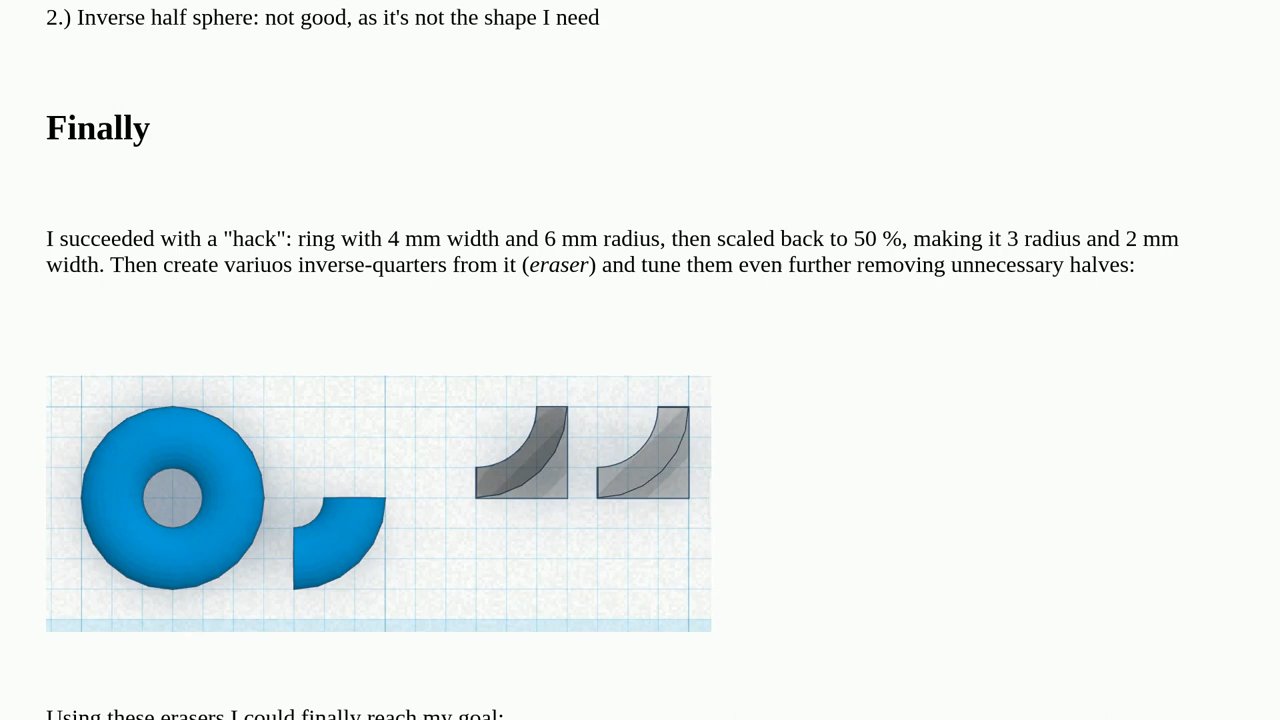 2.) Inverse half sphere: not good, as it's not the shape I need
Finally
I succeeded with a "hack": ring with 4 mm width and 6 mm radius, then scaled back to 50 %, making it 3 radius and 2 mm
width. Then create variuos inverse-quarters from it (eraser) and tune them even further removing unnecessary halves:
Using these erasers I could finally reach my goal: